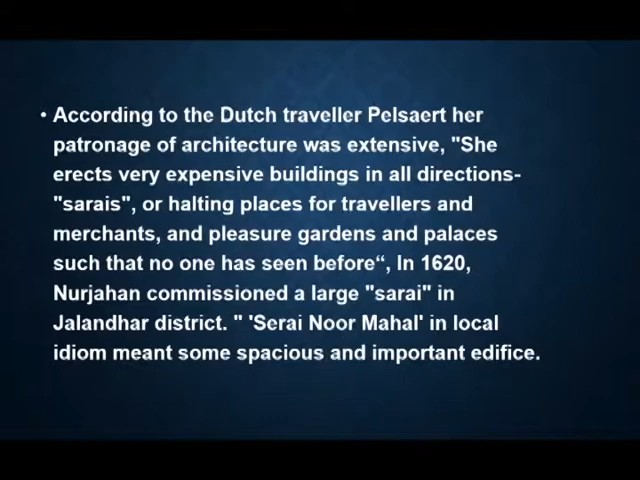 • According to the Dutch traveller Pelsaert her
patronage of architecture was extensive, "She
erects very expensive buildings in all directions-
"sarais", or halting places for travellers and
merchants, and pleasure gardens and palaces
such that no one has seen before“, In 1620,
Nurjahan commissioned a large "sarai" in
Jalandhar district. " 'Serai Noor Mahal' in local
idiom meant some spacious and important edifice.